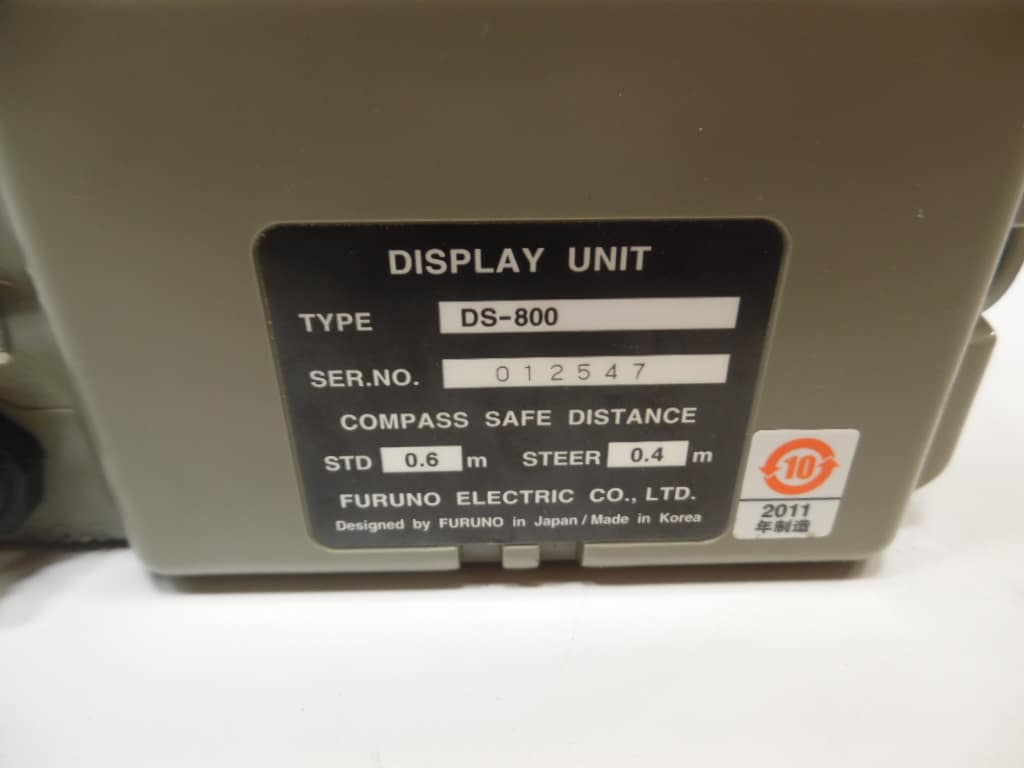 DISPLAY UNIT
TYPE DS-800
SER.NO. 012547
COMPASS SAFE DISTANCE
STD 0.6 m STEER 0.4 m
FURUNO ELECTRIC CO., LTD.
Designed by FURUNO in Japan / Made in Korea
10
2011
年制造